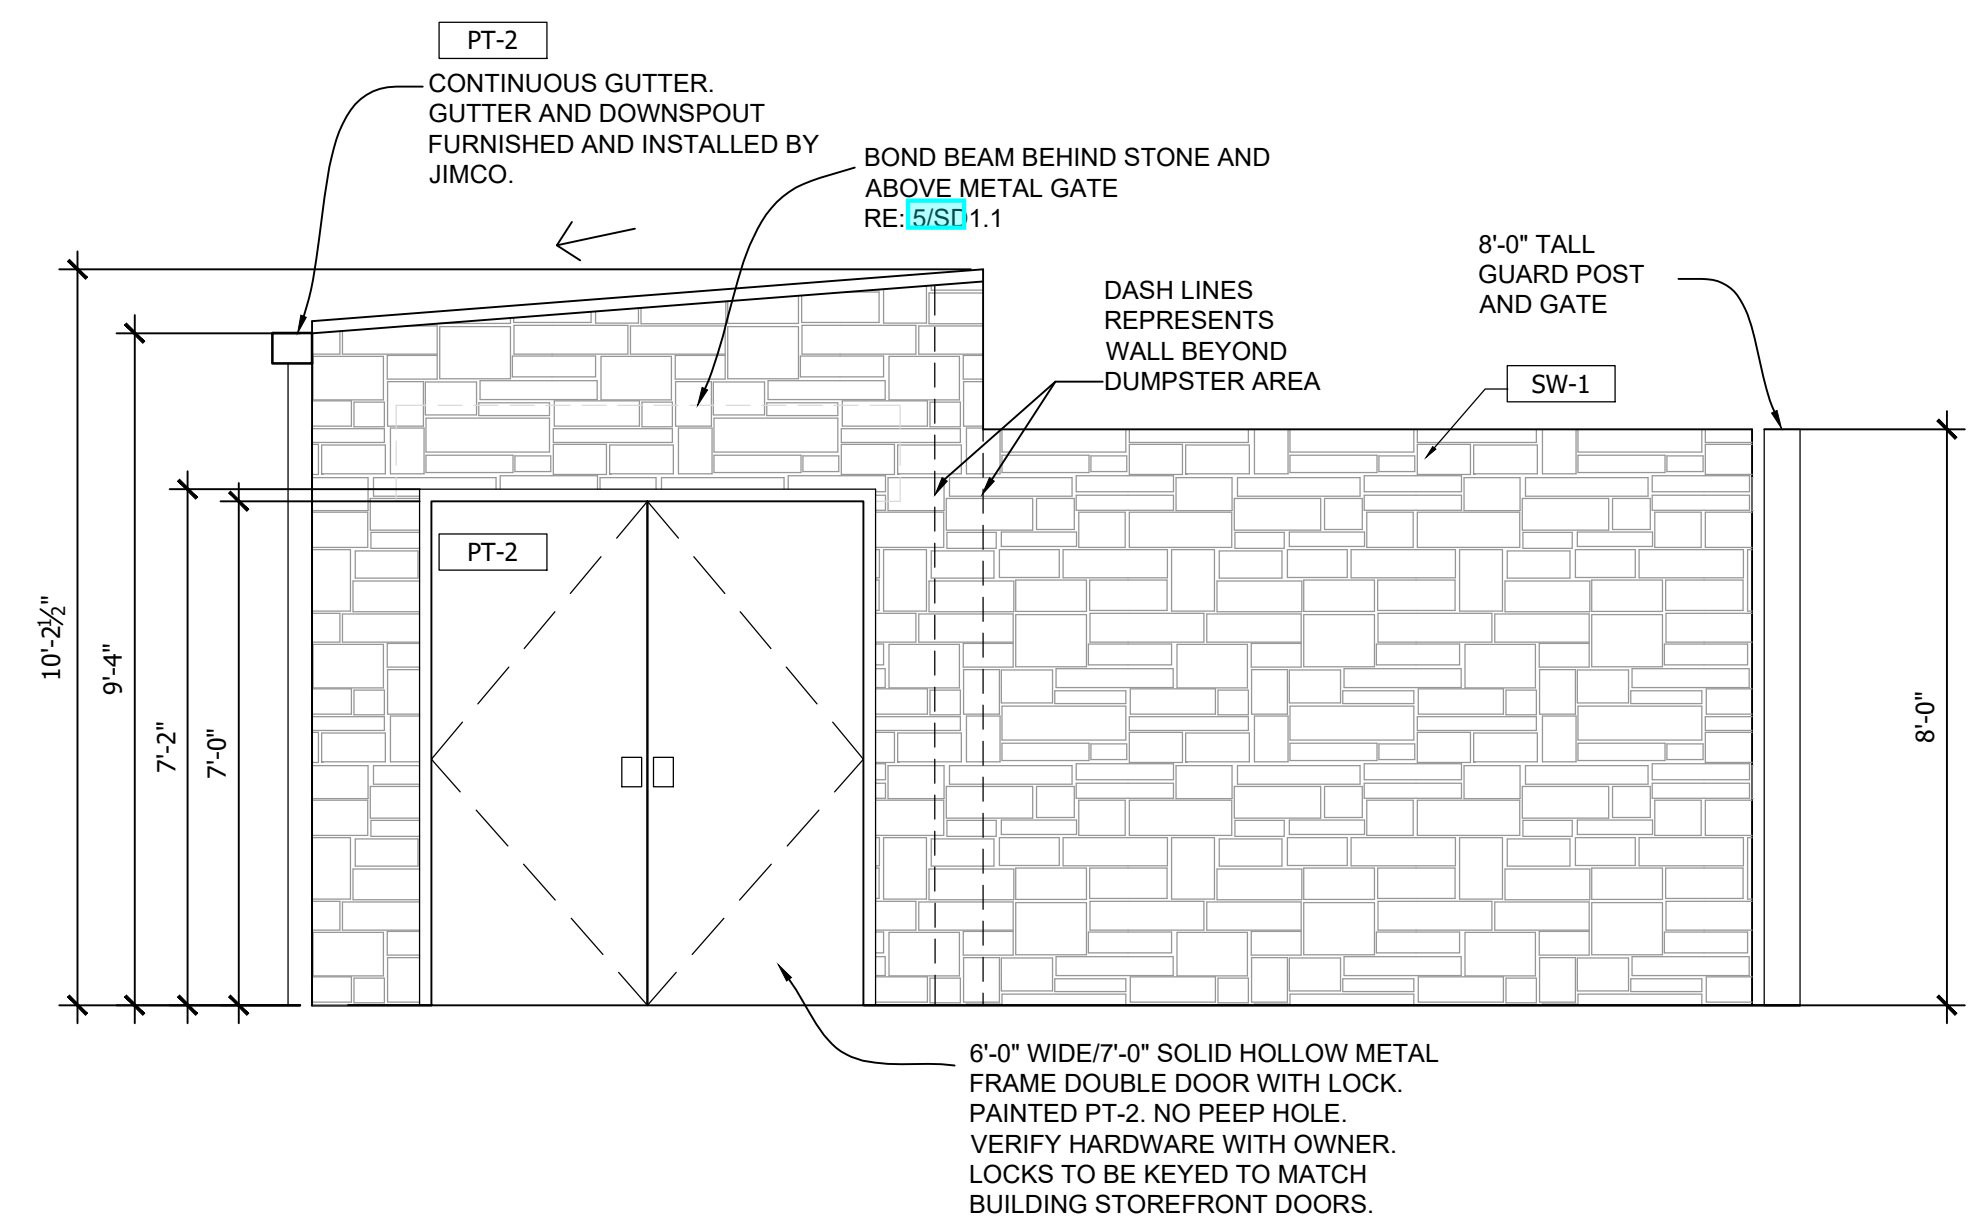 PT-2
CONTINUOUS GUTTER.
GUTTER AND DOWNSPOUT
FURNISHED AND INSTALLED BY
JIMCO.
BOND BEAM BEHIND STONE AND
ABOVE METAL GATE
RE: 5/SD1.1
8'-0" TALL
GUARD POST
AND GATE
DASH LINES
REPRESENTS
WALL BEYOND
DUMPSTER AREA
SW-1
PT-2
10'-2½"
9'-4"
7'-2"
7'-0"
8'-0"
6'-0" WIDE/7'-0" SOLID HOLLOW METAL
FRAME DOUBLE DOOR WITH LOCK.
PAINTED PT-2. NO PEEP HOLE.
VERIFY HARDWARE WITH OWNER.
LOCKS TO BE KEYED TO MATCH
BUILDING STOREFRONT DOORS.